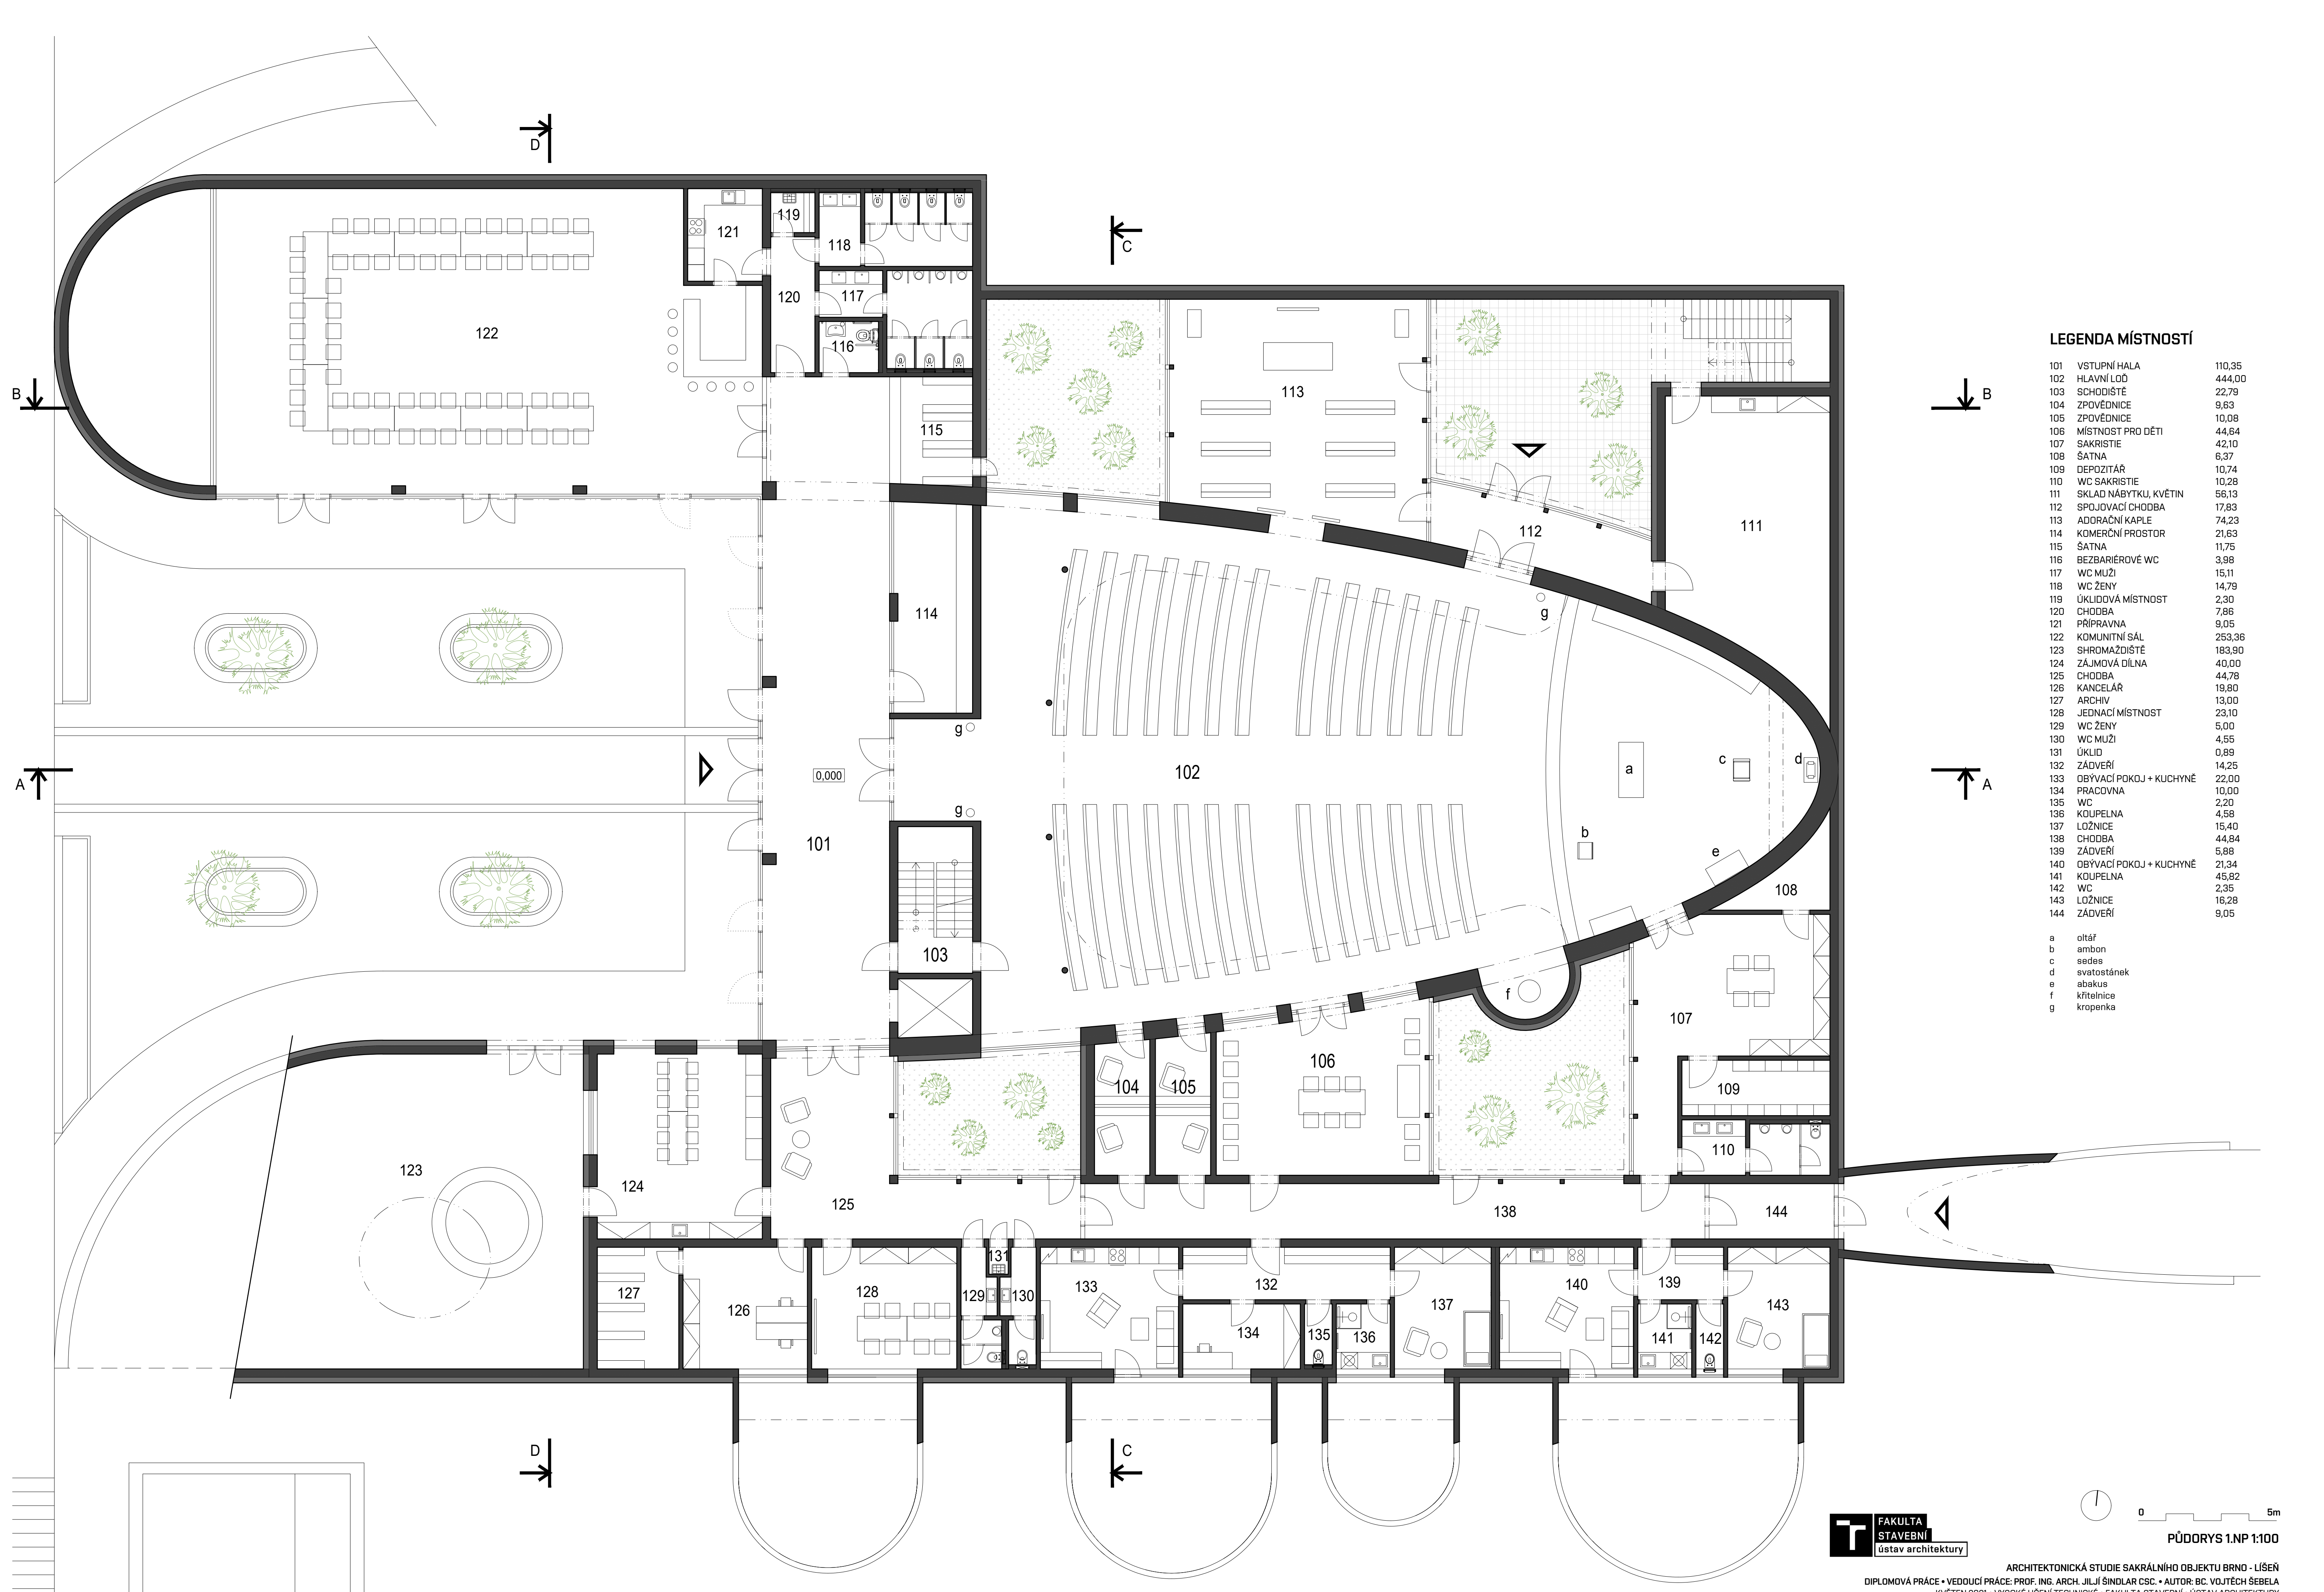 D
C
B
B
A
A
D
C
119
121
118
120
117
122
116
113
115
112
111
114
g
g
g
0,000
102
a
c
d
b
e
101
108
103
f
107
106
104
105
109
110
123
124
125
138
144
131
127
126
128
129
130
133
132
137
140
139
143
134
135
136
141
142
LEGENDA MÍSTNOSTÍ
101 VSTUPNÍ HALA 110,35
102 HLAVNÍ LOĎ 444,00
103 SCHODIŠTĚ 22,79
104 ZPOVĚDNICE 9,63
105 ZPOVĚDNICE 10,08
106 MÍSTNOST PRO DĚTI 44,64
107 SAKRISTIE 42,10
108 ŠATNA 6,37
109 DEPOZITÁŘ 10,74
110 WC SAKRISTIE 10,28
111 SKLAD NÁBYTKU, KVĚTIN 56,13
112 SPOJOVACÍ CHODBA 17,83
113 ADORAČNÍ KAPLE 74,23
114 KOMERČNÍ PROSTOR 21,63
115 ŠATNA 11,75
116 BEZBARIÉROVÉ WC 3,98
117 WC MUŽI 15,11
118 WC ŽENY 14,79
119 ÚKLIDOVÁ MÍSTNOST 2,30
120 CHODBA 7,86
121 PŘÍPRAVNA 9,05
122 KOMUNITNÍ SÁL 253,36
123 SHROMAŽDIŠTĚ 183,90
124 ZÁJMOVÁ DÍLNA 40,00
125 CHODBA 44,78
126 KANCELÁŘ 19,80
127 ARCHIV 13,00
128 JEDNACÍ MÍSTNOST 23,10
129 WC ŽENY 5,00
130 WC MUŽI 4,55
131 ÚKLID 0,89
132 ZÁDVEŘÍ 14,25
133 OBÝVACÍ POKOJ + KUCHYNĚ 22,00
134 PRACOVNA 10,00
135 WC 2,20
136 KOUPELNA 4,58
137 LOŽNICE 15,40
138 CHODBA 44,84
139 ZÁDVEŘÍ 5,88
140 OBÝVACÍ POKOJ + KUCHYNĚ 21,34
141 KOUPELNA 45,82
142 WC 2,35
143 LOŽNICE 16,28
144 ZÁDVEŘÍ 9,05
a oltář
b ambon
c sedes
d svatostánek
e abakus
f křitelnice
g kropenka
FAKULTA
STAVEBNÍ
ústav architektury
0 5m
PŮDORYS 1.NP 1:100
ARCHITEKTONICKÁ STUDIE SAKRÁLNÍHO OBJEKTU BRNO - LÍŠEŇ
DIPLOMOVÁ PRÁCE • VEDOUCÍ PRÁCE: PROF. ING. ARCH. JILJÍ ŠINDLAR CSC. • AUTOR: BC. VOJTĚCH ŠEBELA